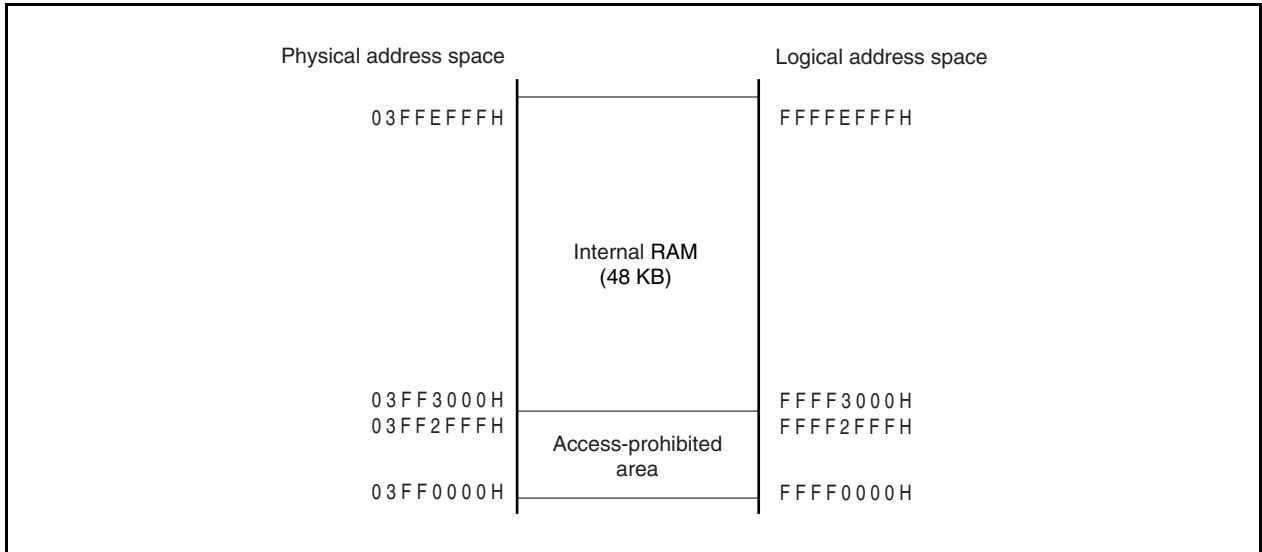 Physical address space
Logical address space
03FFEFFFH
FFFFEFFFH
Internal RAM
(48 KB)
03FF3000H
FFFF3000H
03FF2FFFH
FFFF2FFFH
Access-prohibited
area
03FF0000H
FFFF0000H